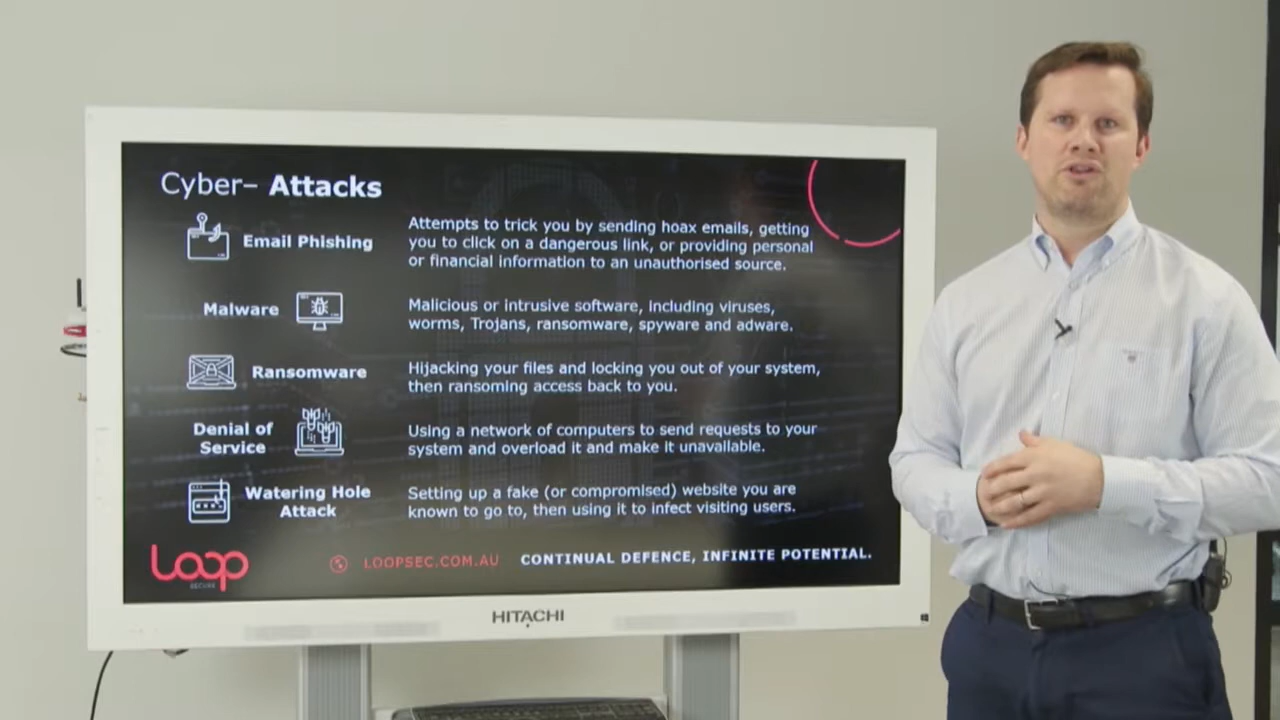 Cyber– Attacks
Email Phishing
Attempts to trick you by sending hoax emails, getting
you to click on a dangerous link, or providing personal
or financial information to an unauthorised source.
Malware
Malicious or intrusive software, including viruses,
worms, Trojans, ransomware, spyware and adware.
Ransomware
Hijacking your files and locking you out of your system,
then ransoming access back to you.
Denial of
Service
Using a network of computers to send requests to your
system and overload it and make it unavailable.
Watering Hole
Attack
Setting up a fake (or compromised) website you are
known to go to, then using it to infect visiting users.
Loop
SECURE
LOOPSEC.COM.AU
CONTINUAL DEFENCE, INFINITE POTENTIAL.
HITACHI